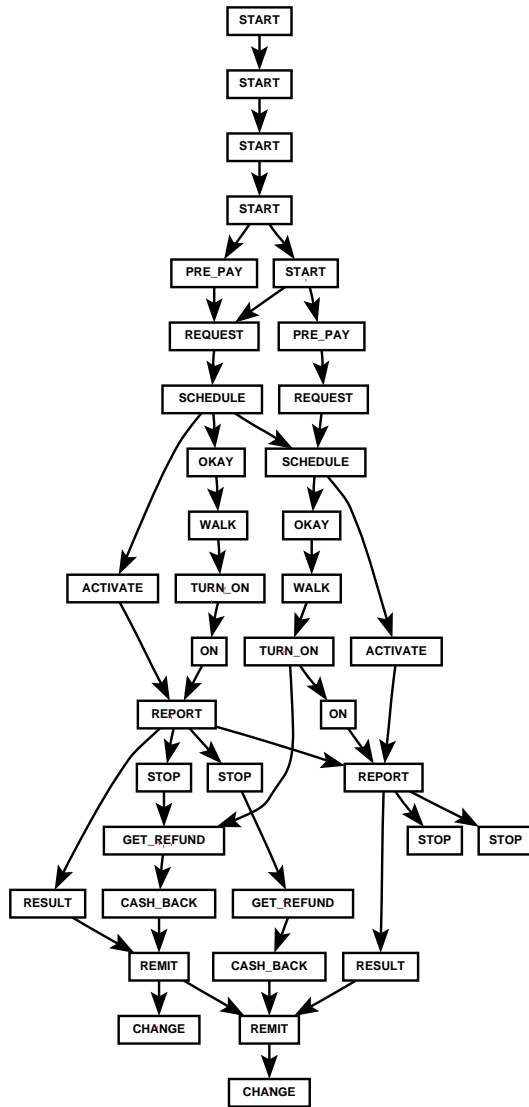 START
START
START
START
PRE_PAY
START
REQUEST
PRE_PAY
SCHEDULE
REQUEST
OKAY
SCHEDULE
WALK
OKAY
ACTIVATE
TURN_ON
WALK
ON
TURN_ON
ACTIVATE
REPORT
ON
STOP
STOP
REPORT
GET_REFUND
STOP
STOP
RESULT
CASH_BACK
GET_REFUND
REMIT
CASH_BACK
RESULT
CHANGE
REMIT
CHANGE